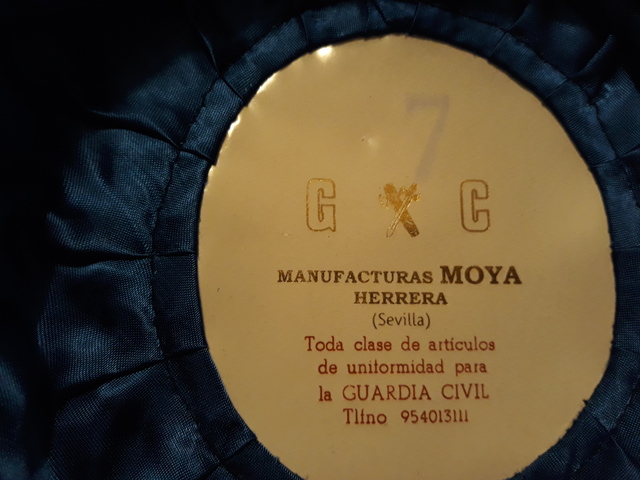 7
G C
MANUFACTURAS MOYA
HERRERA
(Sevilla)
Toda clase de artículos
de uniformidad para
la GUARDIA CIVIL
Tlfno 954013111